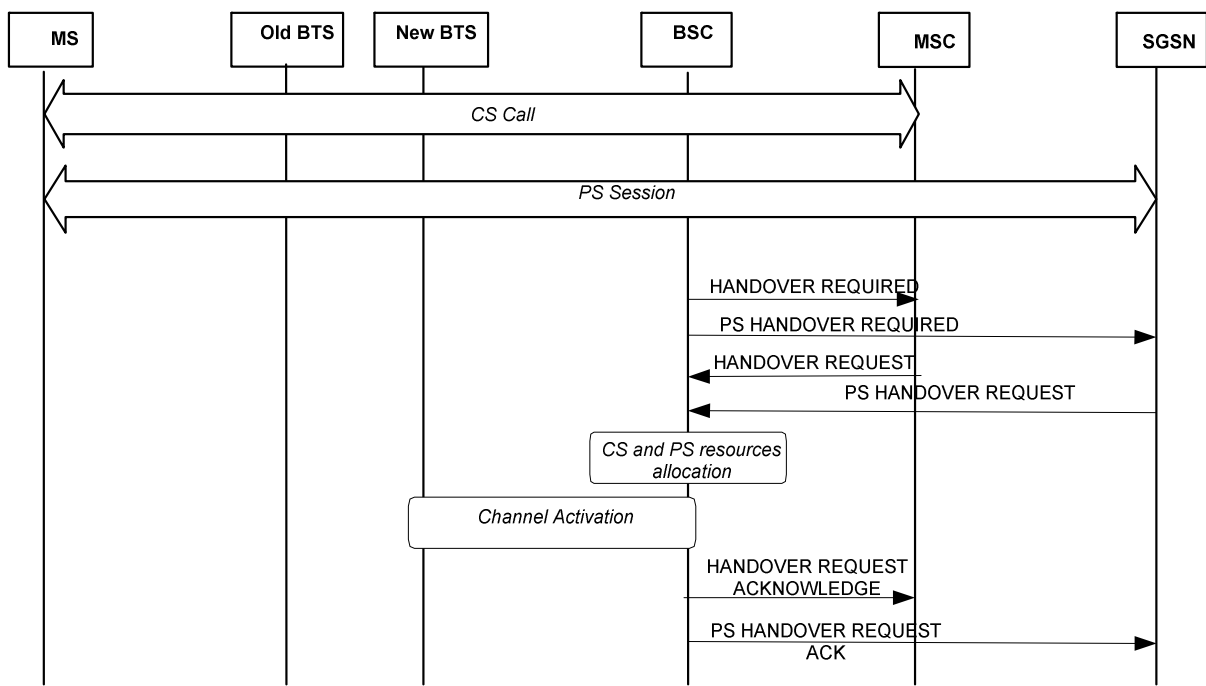 MS
Old BTS
New BTS
BSC
MSC
SGSN
CS Call
PS Session
HANDOVER REQUIRED
PS HANDOVER REQUIRED
HANDOVER REQUEST
PS HANDOVER REQUEST
CS and PS resources
allocation
Channel Activation
HANDOVER REQUEST
ACKNOWLEDGE
PS HANDOVER REQUEST
ACK